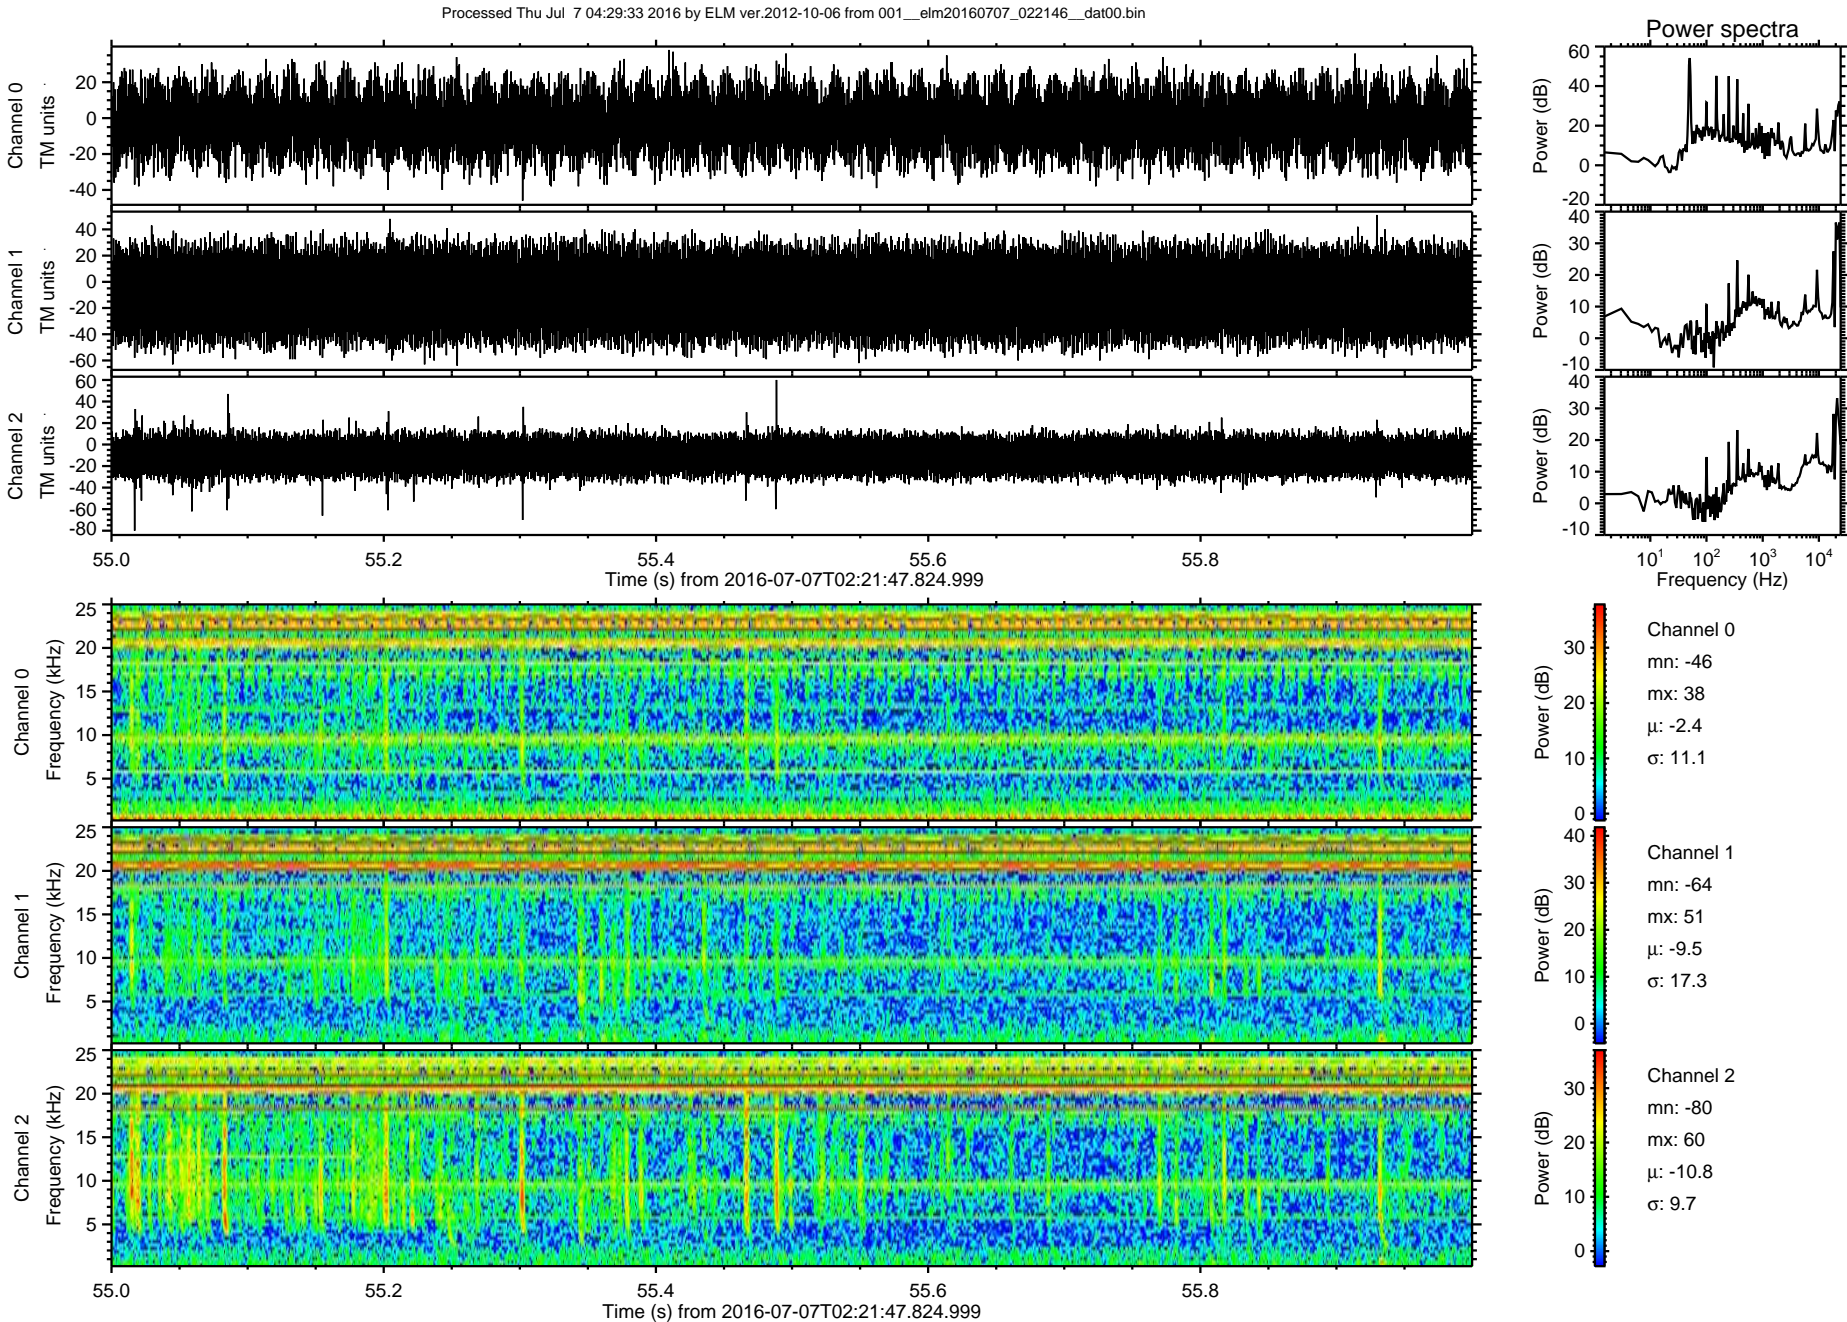 Processed Thu Jul 7 04:29:33 2016 by ELM ver.2012-10-06 from 001__elm20160707_022146__dat00.bin
Power spectra
Channel 0
TM units
20
0
-20
-40
Power (dB)
60
40
20
0
-20
Channel 1
TM units
40
20
0
-20
-40
-60
Power (dB)
40
30
20
10
0
-10
Channel 2
TM units
60
40
20
0
-20
-40
-60
-80
Power (dB)
40
30
20
10
0
-10
55.0 55.2 55.4 55.6 55.8
Time (s) from 2016-07-07T02:21:47.824.999
10^1 10^2 10^3 10^4
Frequency (Hz)
Channel 0
Frequency (kHz)
25
20
15
10
5
Power (dB)
30
20
10
0
Channel 0
mn: -46
mx: 38
μ: -2.4
σ: 11.1
Channel 1
Frequency (kHz)
25
20
15
10
5
Power (dB)
40
30
20
10
0
Channel 1
mn: -64
mx: 51
μ: -9.5
σ: 17.3
Channel 2
Frequency (kHz)
25
20
15
10
5
Power (dB)
30
20
10
0
Channel 2
mn: -80
mx: 60
μ: -10.8
σ: 9.7
55.0 55.2 55.4 55.6 55.8
Time (s) from 2016-07-07T02:21:47.824.999